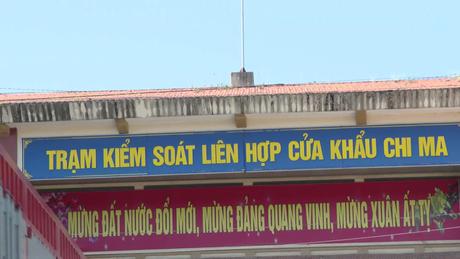 TRẠM KIỂM SOÁT LIÊN HỢP CỬA KHẨU CHI MA
MỪNG ĐẤT NƯỚC ĐỔI MỚI, MỪNG ĐẢNG QUANG VINH, MỪNG XUÂN ẤT TỴ